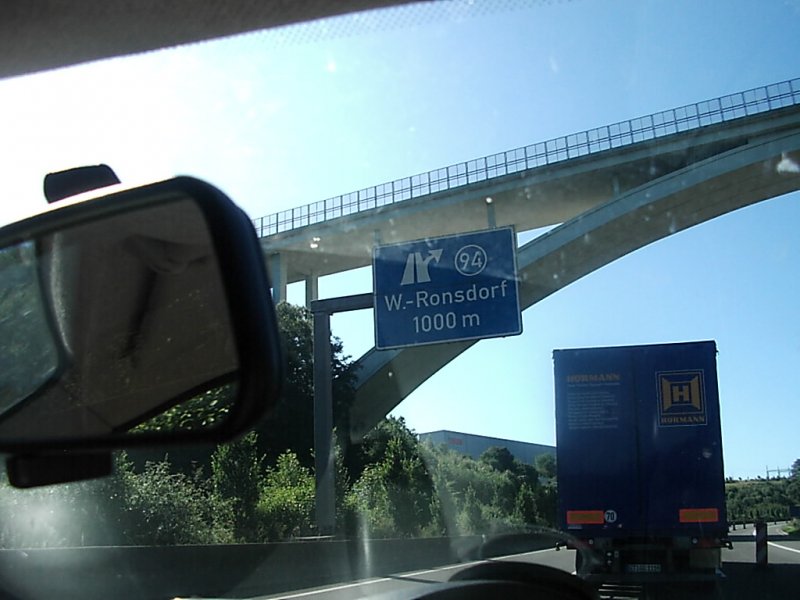 94
W.-Ronsdorf
1000 m
HÖRMANN
H
HÖRMANN
70